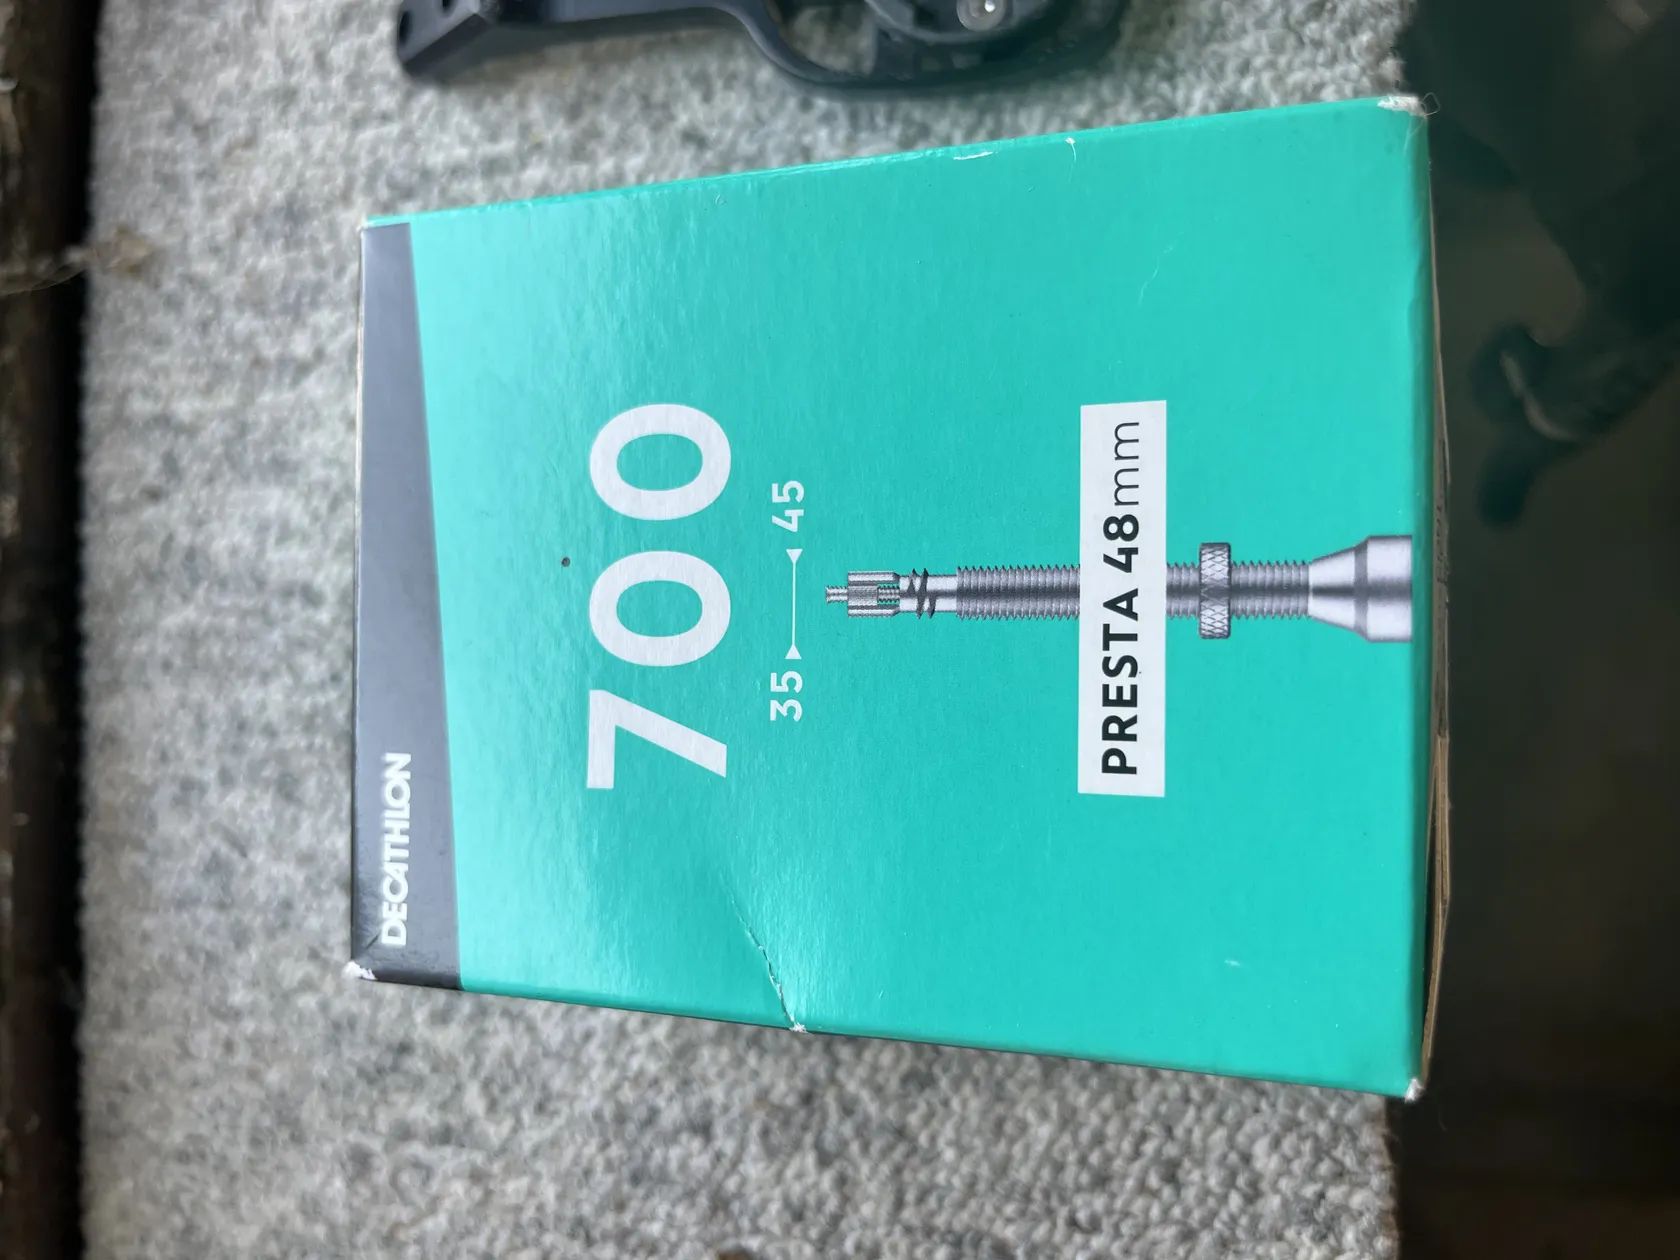 DECATHLON
700
35 ↔ 45
PRESTA 48mm